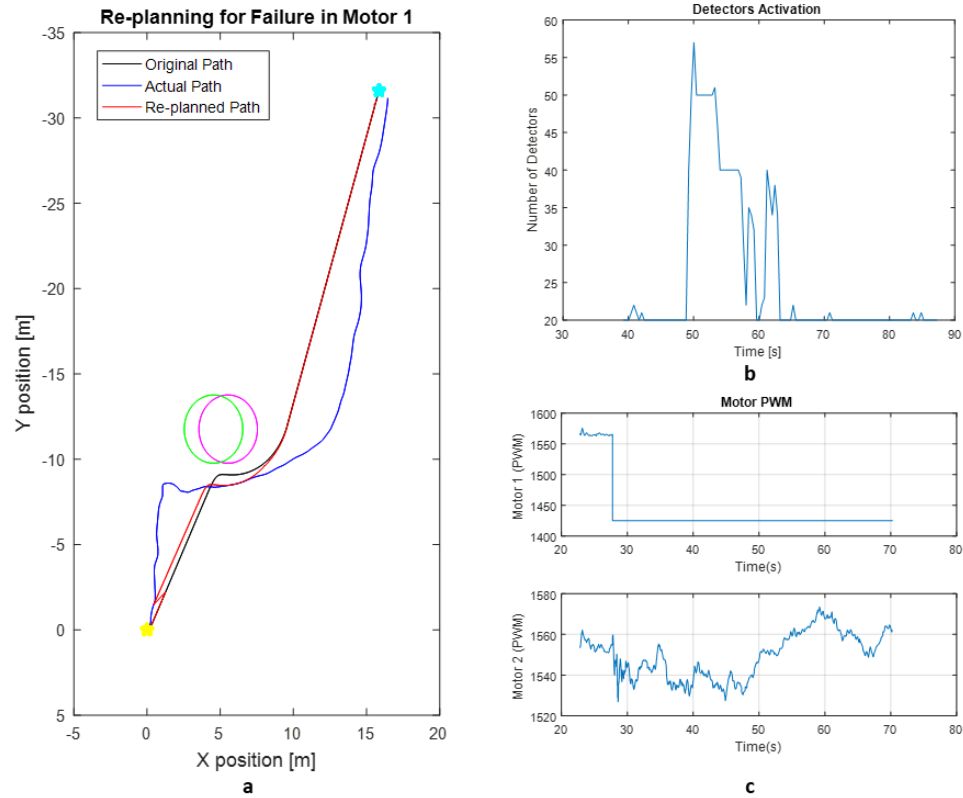 Re-planning for Failure in Motor 1
-35
-30
-25
-20
-15
-10
-5
0
5
Y position [m]
Original Path
Actual Path
Re-planned Path
-5 0 5 10 15 20
X position [m]
a
Detectors Activation
60
55
50
45
40
35
30
25
20
Number of Detectors
30 40 50 60 70 80 90
Time [s]
b
Motor PWM
1600
1550
1500
1450
1400
Motor 1 (PWM)
20 30 40 50 60 70 80
Time(s)
1580
1560
1540
1520
Motor 2 (PWM)
20 30 40 50 60 70 80
Time(s)
c